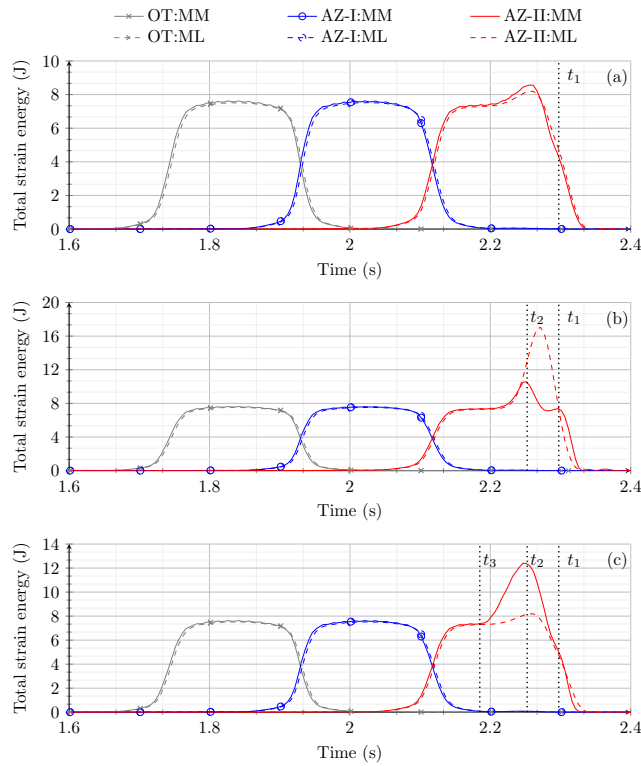 OT:MM AZ-I:MM AZ-II:MM
OT:ML AZ-I:ML AZ-II:ML
10
8
6
4
2
0
Total strain energy (J)
t₁ (a)
1.6 1.8 2 2.2 2.4
Time (s)
20
16
12
8
4
0
Total strain energy (J)
t₂ t₁ (b)
1.6 1.8 2 2.2 2.4
Time (s)
14
12
10
8
6
4
2
0
Total strain energy (J)
t₃ t₂ t₁ (c)
1.6 1.8 2 2.2 2.4
Time (s)